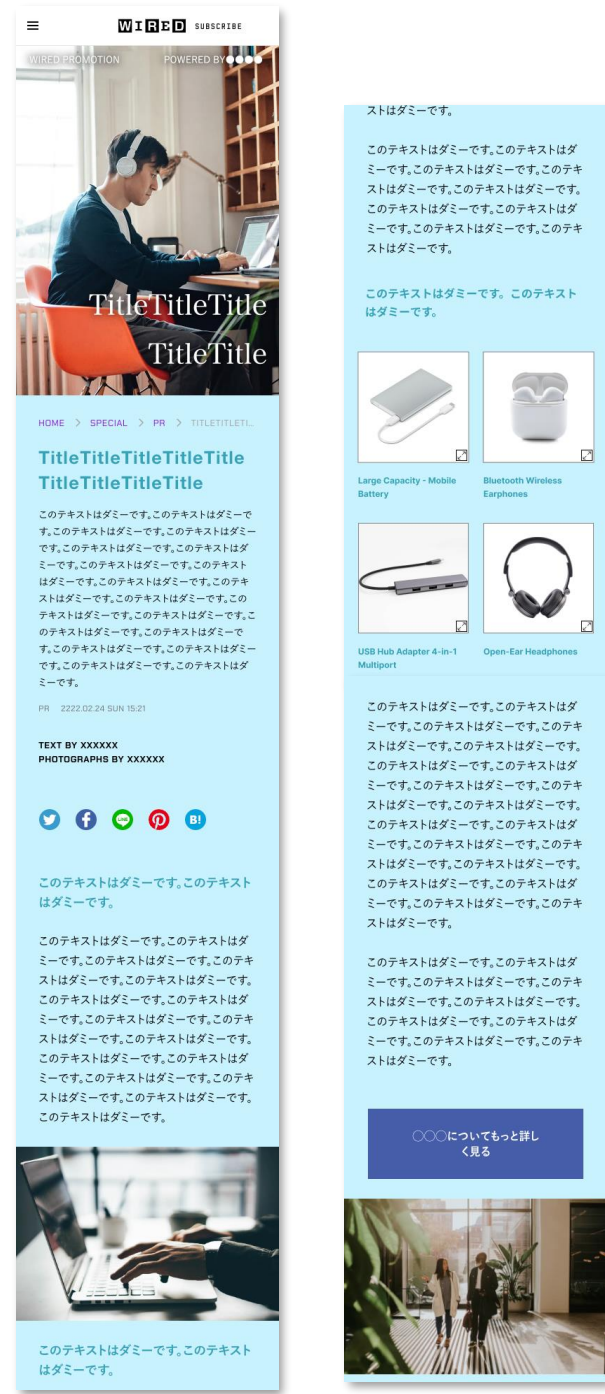 WIRED SUBSCRIBE
WIRED PROMOTION POWERED BY●●●●
TitleTitleTitle
TitleTitle
HOME > SPECIAL > PR > TITLETITLETI...
TitleTitleTitleTitleTitle
TitleTitleTitleTitle
このテキストはダミーです。このテキストはダミーで
す。このテキストはダミーです。このテキストはダミー
です。このテキストはダミーです。このテキストはダ
ミーです。このテキストはダミーです。このテキスト
はダミーです。このテキストはダミーです。このテキ
ストはダミーです。このテキストはダミーです。この
テキストはダミーです。このテキストはダミーです。こ
のテキストはダミーです。このテキストはダミーで
す。このテキストはダミーです。このテキストはダミー
です。このテキストはダミーです。このテキストはダ
ミーです。
PR 2222.02.24 SUN 15:21
TEXT BY XXXXXX
PHOTOGRAPHS BY XXXXXX
LINE
B!
このテキストはダミーです。このテキスト
はダミーです。
このテキストはダミーです。このテキストはダ
ミーです。このテキストはダミーです。このテキ
ストはダミーです。このテキストはダミーです。
このテキストはダミーです。このテキストはダ
ミーです。このテキストはダミーです。このテキ
ストはダミーです。このテキストはダミーです。
このテキストはダミーです。このテキストはダ
ミーです。このテキストはダミーです。このテキ
ストはダミーです。このテキストはダミーです。
このテキストはダミーです。
このテキストはダミーです。このテキスト
はダミーです。
ストはダミーです。
このテキストはダミーです。このテキストはダ
ミーです。このテキストはダミーです。このテキ
ストはダミーです。このテキストはダミーです。
このテキストはダミーです。このテキストはダ
ミーです。このテキストはダミーです。このテキ
ストはダミーです。
このテキストはダミーです。このテキスト
はダミーです。
Large Capacity - Mobile
Battery
Bluetooth Wireless
Earphones
USB Hub Adapter 4-in-1
Multiport
Open-Ear Headphones
このテキストはダミーです。このテキストはダ
ミーです。このテキストはダミーです。このテキ
ストはダミーです。このテキストはダミーです。
このテキストはダミーです。このテキストはダ
ミーです。このテキストはダミーです。このテキ
ストはダミーです。このテキストはダミーです。
このテキストはダミーです。このテキストはダ
ミーです。このテキストはダミーです。このテキ
ストはダミーです。このテキストはダミーです。
このテキストはダミーです。このテキストはダ
ミーです。このテキストはダミーです。このテキ
ストはダミーです。
このテキストはダミーです。このテキストはダ
ミーです。このテキストはダミーです。このテキ
ストはダミーです。このテキストはダミーです。
このテキストはダミーです。このテキストはダ
ミーです。このテキストはダミーです。このテキ
ストはダミーです。
〇〇〇についてもっと詳し
く見る